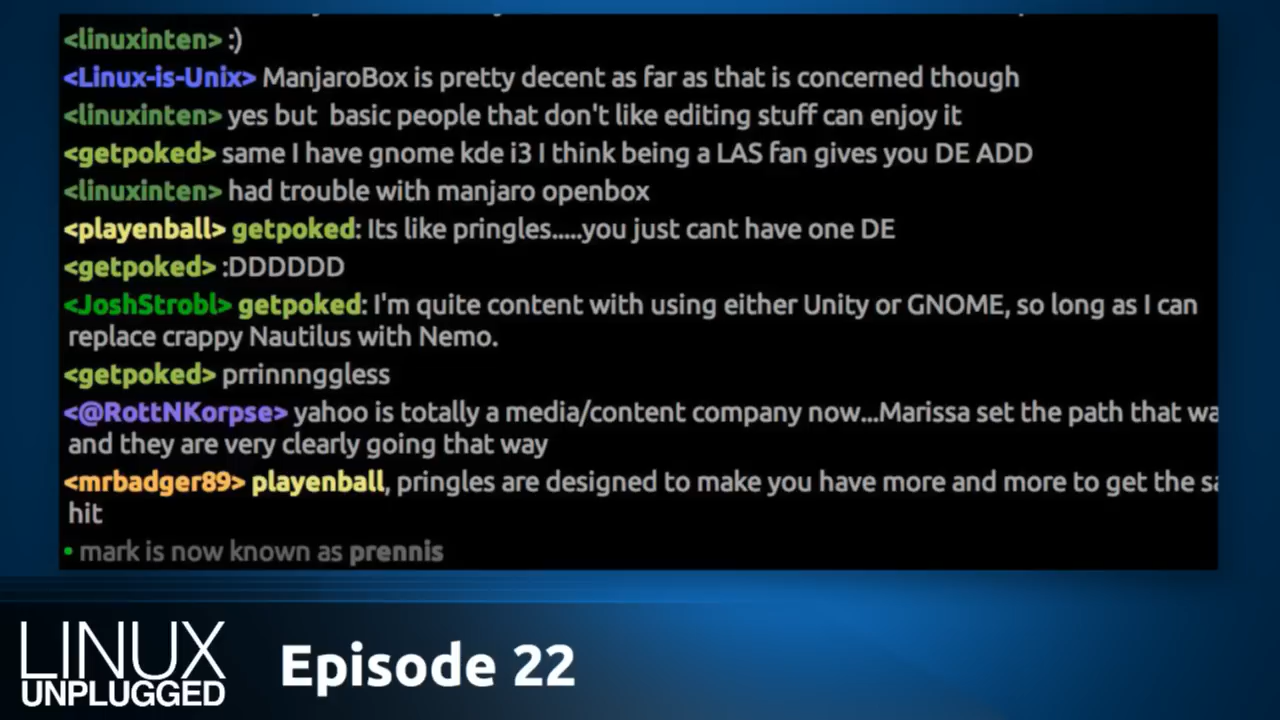 <linuxinten> :)
<Linux-is-Unix> ManjaroBox is pretty decent as far as that is concerned though
<linuxinten> yes but  basic people that don't like editing stuff can enjoy it
<getpoked> same I have gnome kde i3 I think being a LAS fan gives you DE ADD
<linuxinten> had trouble with manjaro openbox
<playenball> getpoked: Its like pringles.....you just cant have one DE
<getpoked> :DDDDDD
<JoshStrobl> getpoked: I'm quite content with using either Unity or GNOME, so long as I can
replace crappy Nautilus with Nemo.
<getpoked> prrinnnggless
<@RottNKorpse> yahoo is totally a media/content company now...Marissa set the path that wa
and they are very clearly going that way
<mrbadger89> playenball, pringles are designed to make you have more and more to get the sa
hit
• mark is now known as prennis
LINUX
UNPLUGGED
Episode 22